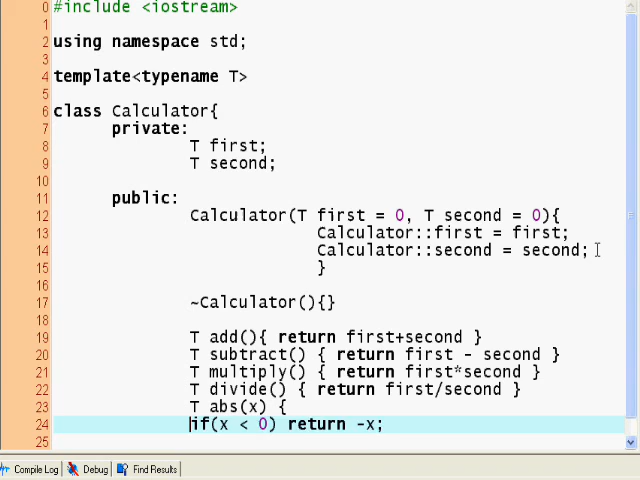 0 #include <iostream>
1
2 using namespace std;
3
4 template<typename T>
5
6 class Calculator{
7 private:
8 T first;
9 T second;
10
11 public:
12 Calculator(T first = 0, T second = 0){
13 Calculator::first = first;
14 Calculator::second = second;
15 }
16
17 ~Calculator(){}
18
19 T add(){ return first+second }
20 T subtract() { return first - second }
21 T multiply() { return first*second }
22 T divide() { return first/second }
23 T abs(x) {
24 if(x < 0) return -x;
25
Compile Log Debug Find Results